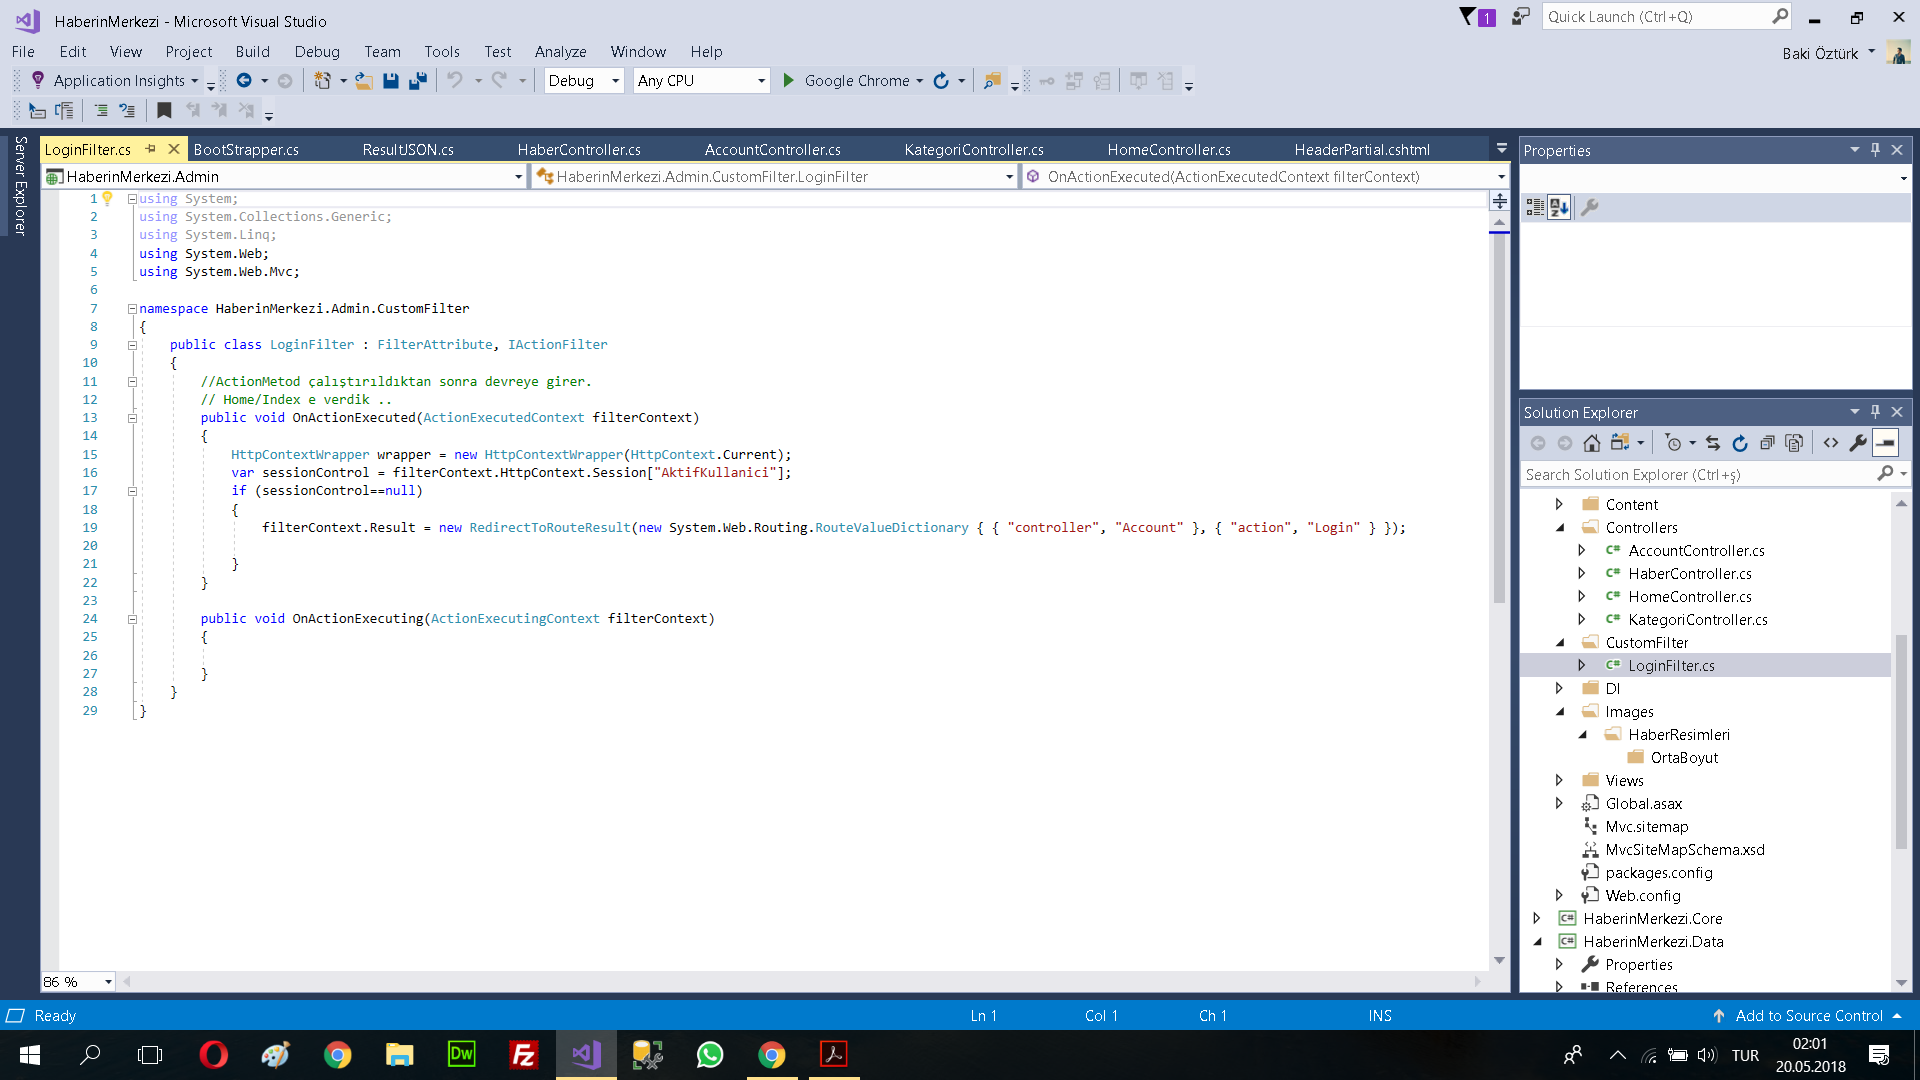 HaberinMerkezi - Microsoft Visual Studio
1
Quick Launch (Ctrl+Q)
File Edit View Project Build Debug Team Tools Test Analyze Window Help
Baki Öztürk
Application Insights
Debug
Any CPU
Google Chrome
Server Explorer
LoginFilter.cs
BootStrapper.cs
ResultJSON.cs
HaberController.cs
AccountController.cs
KategoriController.cs
HomeController.cs
HeaderPartial.cshtml
HaberinMerkezi.Admin
HaberinMerkezi.Admin.CustomFilter.LoginFilter
OnActionExecuted(ActionExecutedContext filterContext)
1 using System;
2 using System.Collections.Generic;
3 using System.Linq;
4 using System.Web;
5 using System.Web.Mvc;
6
7 namespace HaberinMerkezi.Admin.CustomFilter
8 {
9 public class LoginFilter : FilterAttribute, IActionFilter
10 {
11 //ActionMetod çalıştırıldıktan sonra devreye girer.
12 // Home/Index e verdik ..
13 public void OnActionExecuted(ActionExecutedContext filterContext)
14 {
15 HttpContextWrapper wrapper = new HttpContextWrapper(HttpContext.Current);
16 var sessionControl = filterContext.HttpContext.Session["AktifKullanici"];
17 if (sessionControl==null)
18 {
19 filterContext.Result = new RedirectToRouteResult(new System.Web.Routing.RouteValueDictionary { { "controller", "Account" }, { "action", "Login" } });
20
21 }
22 }
23
24 public void OnActionExecuting(ActionExecutingContext filterContext)
25 {
26
27 }
28 }
29 }
86 %
Properties
Solution Explorer
Search Solution Explorer (Ctrl+ş)
Content
Controllers
C# AccountController.cs
C# HaberController.cs
C# HomeController.cs
C# KategoriController.cs
CustomFilter
C# LoginFilter.cs
DI
Images
HaberResimleri
OrtaBoyut
Views
Global.asax
Mvc.sitemap
MvcSiteMapSchema.xsd
packages.config
Web.config
C# HaberinMerkezi.Core
C# HaberinMerkezi.Data
Properties
References
Ready
Ln 1
Col 1
Ch 1
INS
Add to Source Control
Dw
Fz
TUR
02:01
20.05.2018